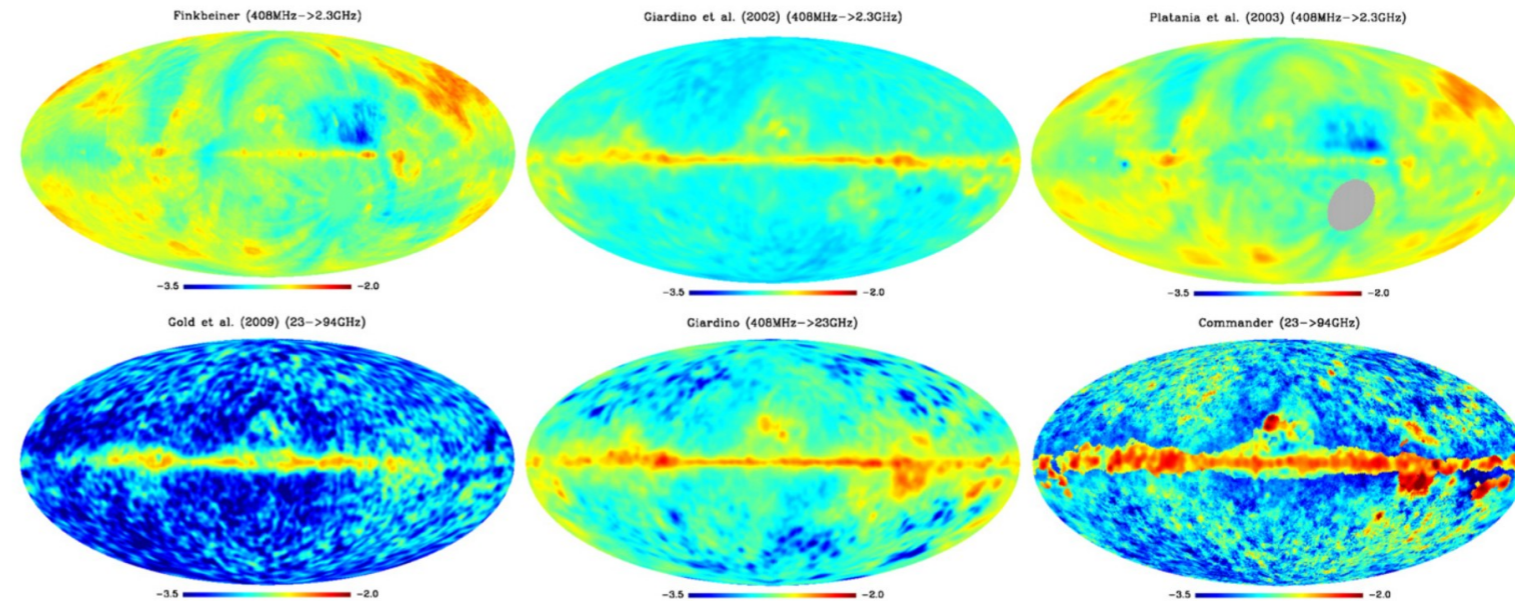 Finkbeiner (408MHz->2.3GHz)
Giardino et al. (2002) (408MHz->2.3GHz)
Platania et al. (2003) (408MHz->2.3GHz)
-3.5 -2.0
-3.5 -2.0
-3.5 -2.0
Gold et al. (2009) (23->94GHz)
Giardino (408MHz->23GHz)
Commander (23->94GHz)
-3.5 -2.0
-3.5 -2.0
-3.5 -2.0